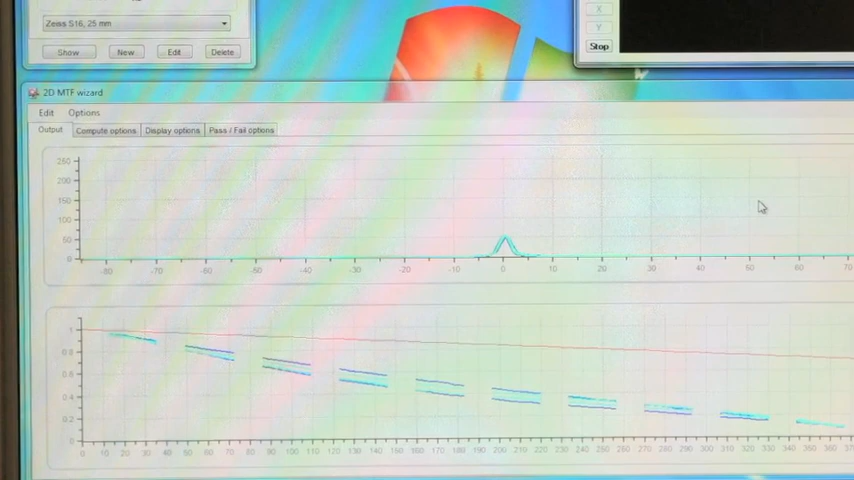 Zeiss S16, 25 mm
Show New Edit Delete
X
Y
Stop
2D MTF wizard
Edit Options
Output Compute options Display options Pass / Fail options
250
200
150
100
50
0
-80 -70 -60 -50 -40 -30 -20 -10 0 10 20 30 40 50 60 70
1
0.8
0.6
0.4
0.2
0
0 10 20 30 40 50 60 70 80 90 100 110 120 130 140 150 160 170 180 190 200 210 220 230 240 250 260 270 280 290 300 310 320 330 340 350 360 370